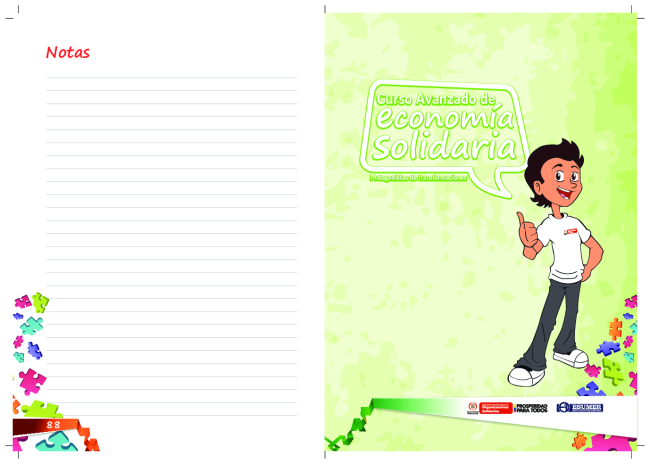 Notas
88
Curso Avanzado de
economía
solidaria
Protagonistas de transformaciones
Organizaciones
Solidarias
PROSPERIDAD
PARA TODOS
ESUMER